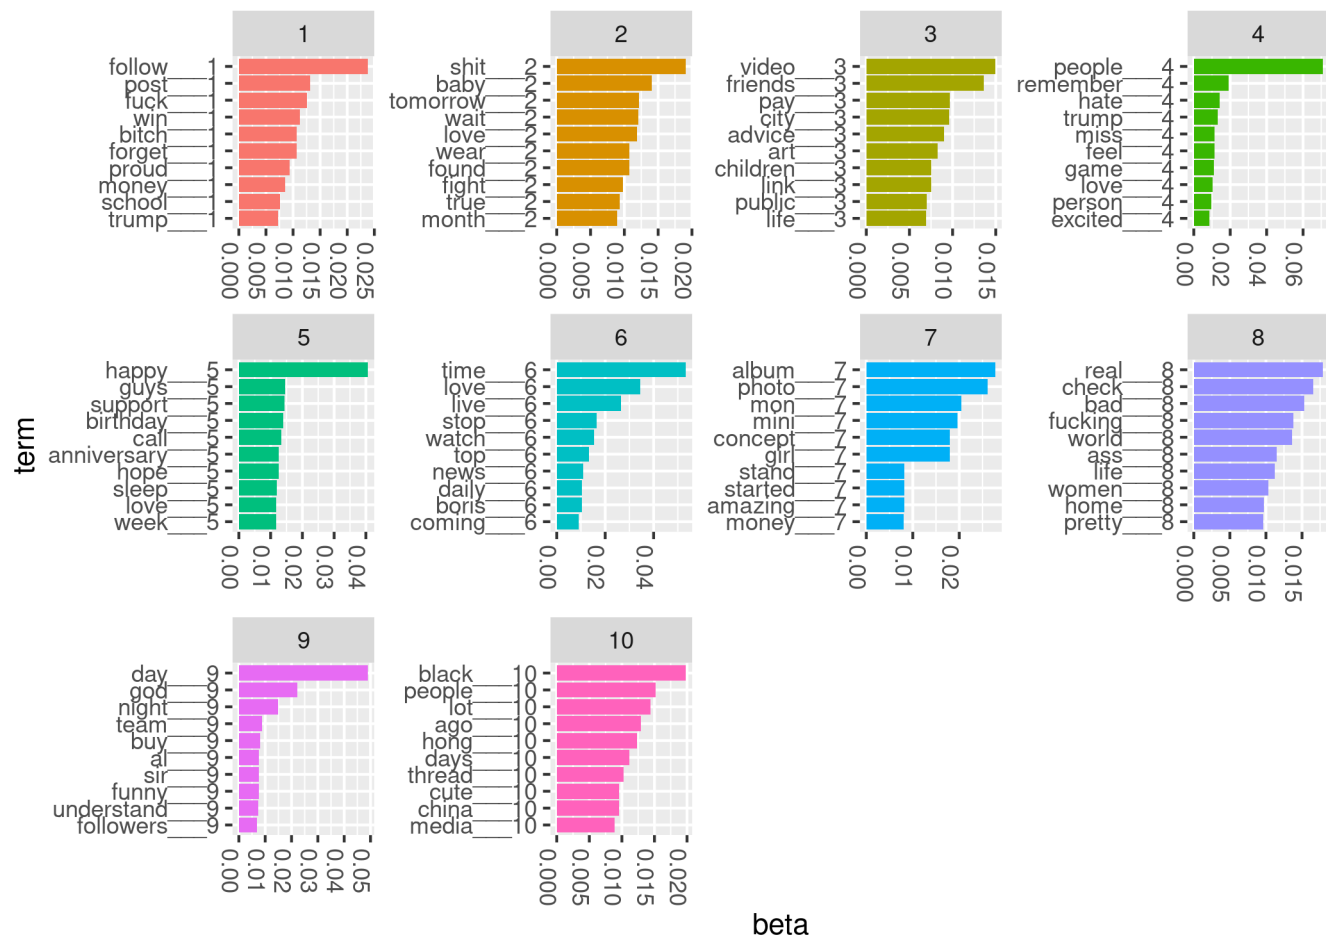 1
follow___1
post___1
fuck___1
win___1
bitch___1
forget___1
proud___1
money___1
school___1
trump___1
0.000 0.005 0.010 0.015 0.020 0.025
2
shit___2
baby___2
tomorrow___2
wait___2
love___2
wear___2
found___2
fight___2
true___2
month___2
0.000 0.005 0.010 0.015 0.020
3
video___3
friends___3
pay___3
city___3
advice___3
art___3
children___3
link___3
public___3
life___3
0.000 0.005 0.010 0.015
4
people___4
remember___4
hate___4
trump___4
miss___4
feel___4
game___4
love___4
person___4
excited___4
0.00 0.02 0.04 0.06
5
happy___5
guys___5
support___5
birthday___5
call___5
anniversary___5
hope___5
sleep___5
love___5
week___5
0.00 0.01 0.02 0.03 0.04
6
time___6
love___6
live___6
stop___6
watch___6
top___6
news___6
daily___6
boris___6
coming___6
0.00 0.02 0.04
7
album___7
photo___7
mon___7
mini___7
concept___7
girl___7
stand___7
started___7
amazing___7
money___7
0.00 0.01 0.02
8
real___8
check___8
bad___8
fucking___8
world___8
ass___8
life___8
women___8
home___8
pretty___8
0.000 0.005 0.010 0.015
9
day___9
god___9
night___9
team___9
buy___9
al___9
sir___9
funny___9
understand___9
followers___9
0.00 0.01 0.02 0.03 0.04 0.05
10
black___10
people___10
lot___10
ago___10
hong___10
days___10
thread___10
cute___10
china___10
media___10
0.000 0.005 0.010 0.015 0.020
term
beta